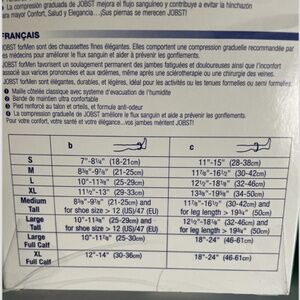 La compresión graduada de JOBST mejora el flujo sanguíneo y contribuye a evitar la hinchazón
para mayor Confort, Salud y Elegancia... ¡Sus piernas se merecen JOBST!
FRANÇAIS
JOBST forMen sont des chaussettes fines élégantes. Elles comportent une compression graduelle recommandée par
les médecins pour améliorer le flux sanguin et aider à prévenir les gonflements.
JOBST forMen favorisent un soulagement permanent des jambes fatigués et douloureuses ainsi que l'inconfort
associé aux varices prononcées et aux œdèmes, même après une sclérothérapie ou une chirurgie des veines.
JOBST forMen sont élégantes, durables, et légères, idéal pour les activités ou les tenues formelles ou semi-formelles.
Maille côtelée classique avec système d'evacuation de l'humidité
Bande de maintien ultra confortable
Pied renforcé au talon et orteils, et formule anti-odeur
La compression graduelle de JOBST améliore le flux sanguin et aide à prévenir les gonflements.
Pour votre confort, votre santé et votre élégance...vos jambes méritent JOBST!
b c
S 7"-8¼" (18-21cm) 11"-15" (28-38cm)
M 8⅜"-9⅞" (21-25cm) 11⅞"-16½" (30-42cm)
L 10"-11⅜" (25-29cm) 12½"-18⅛" (32-46cm)
XL 11½"-13" (29-33cm) 13⅜"-19¾" (34-50cm)
Medium Tall 8⅜"-9⅞" (21-25cm) and for shoe size > 12 (US)/47 (EU) 11⅞"-16½" (30-42cm) and for leg height > 19¾" (50cm)
Large Tall 10"-11⅜" (25-29cm) and for shoe size > 12 (US)/47 (EU) 12½"-18⅛" (32-46cm) and for leg height > 19¾" (50cm)
Large Full Calf 10"-11⅞" (25-30cm) 18"-24" (46-61cm)
XL Full Calf 12"-14" (30-36cm) 18"-24" (46-61cm)